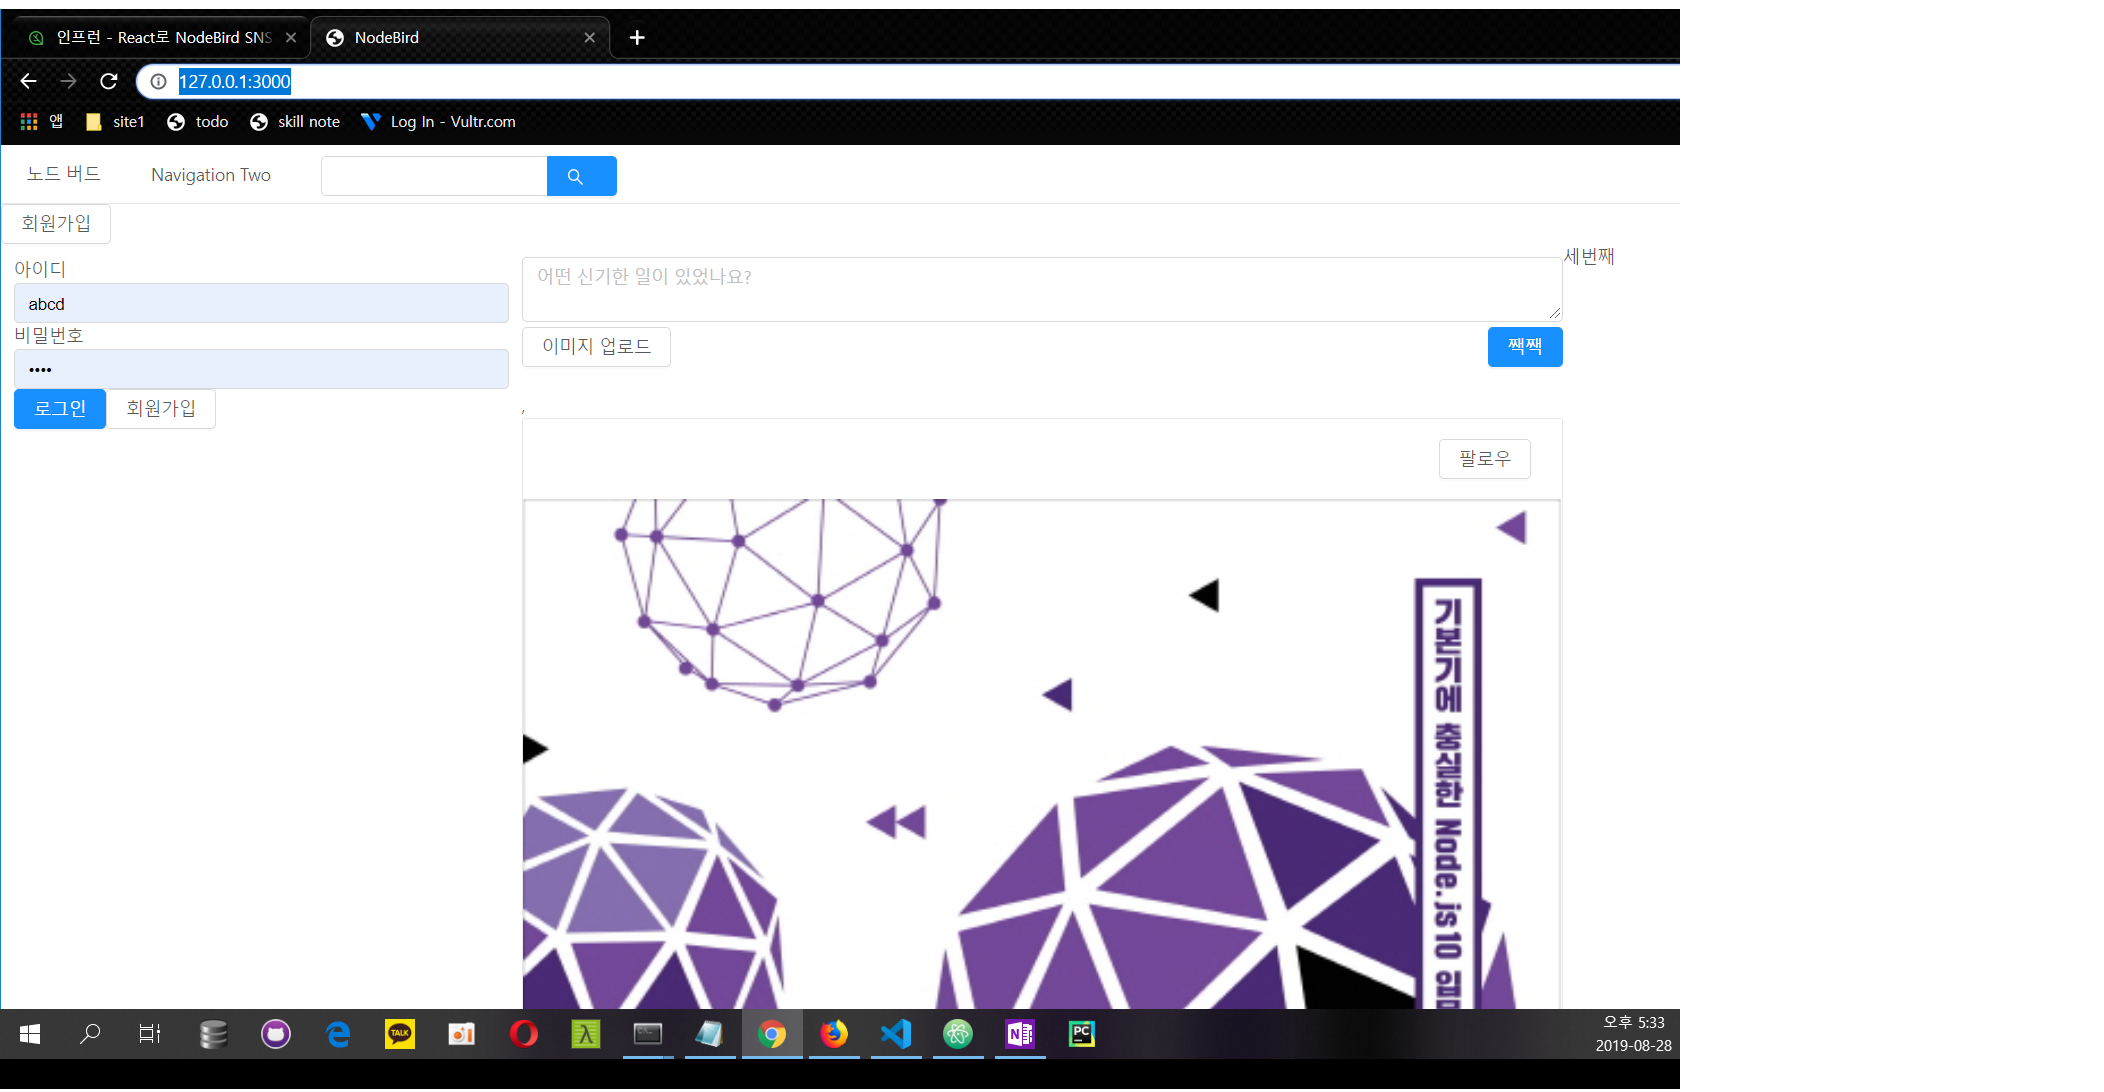 인프런 - React로 NodeBird SNS
NodeBird
127.0.0.1:3000
앱
site1
todo
skill note
Log In - Vultr.com
노드 버드
Navigation Two
회원가입
아이디
abcd
비밀번호
••••
로그인
회원가입
어떤 신기한 일이 있었나요?
이미지 업로드
짹짹
,
팔로우
기본기에 충실한 Node.js10
세번째
TALK
PC
오후 5:33
2019-08-28